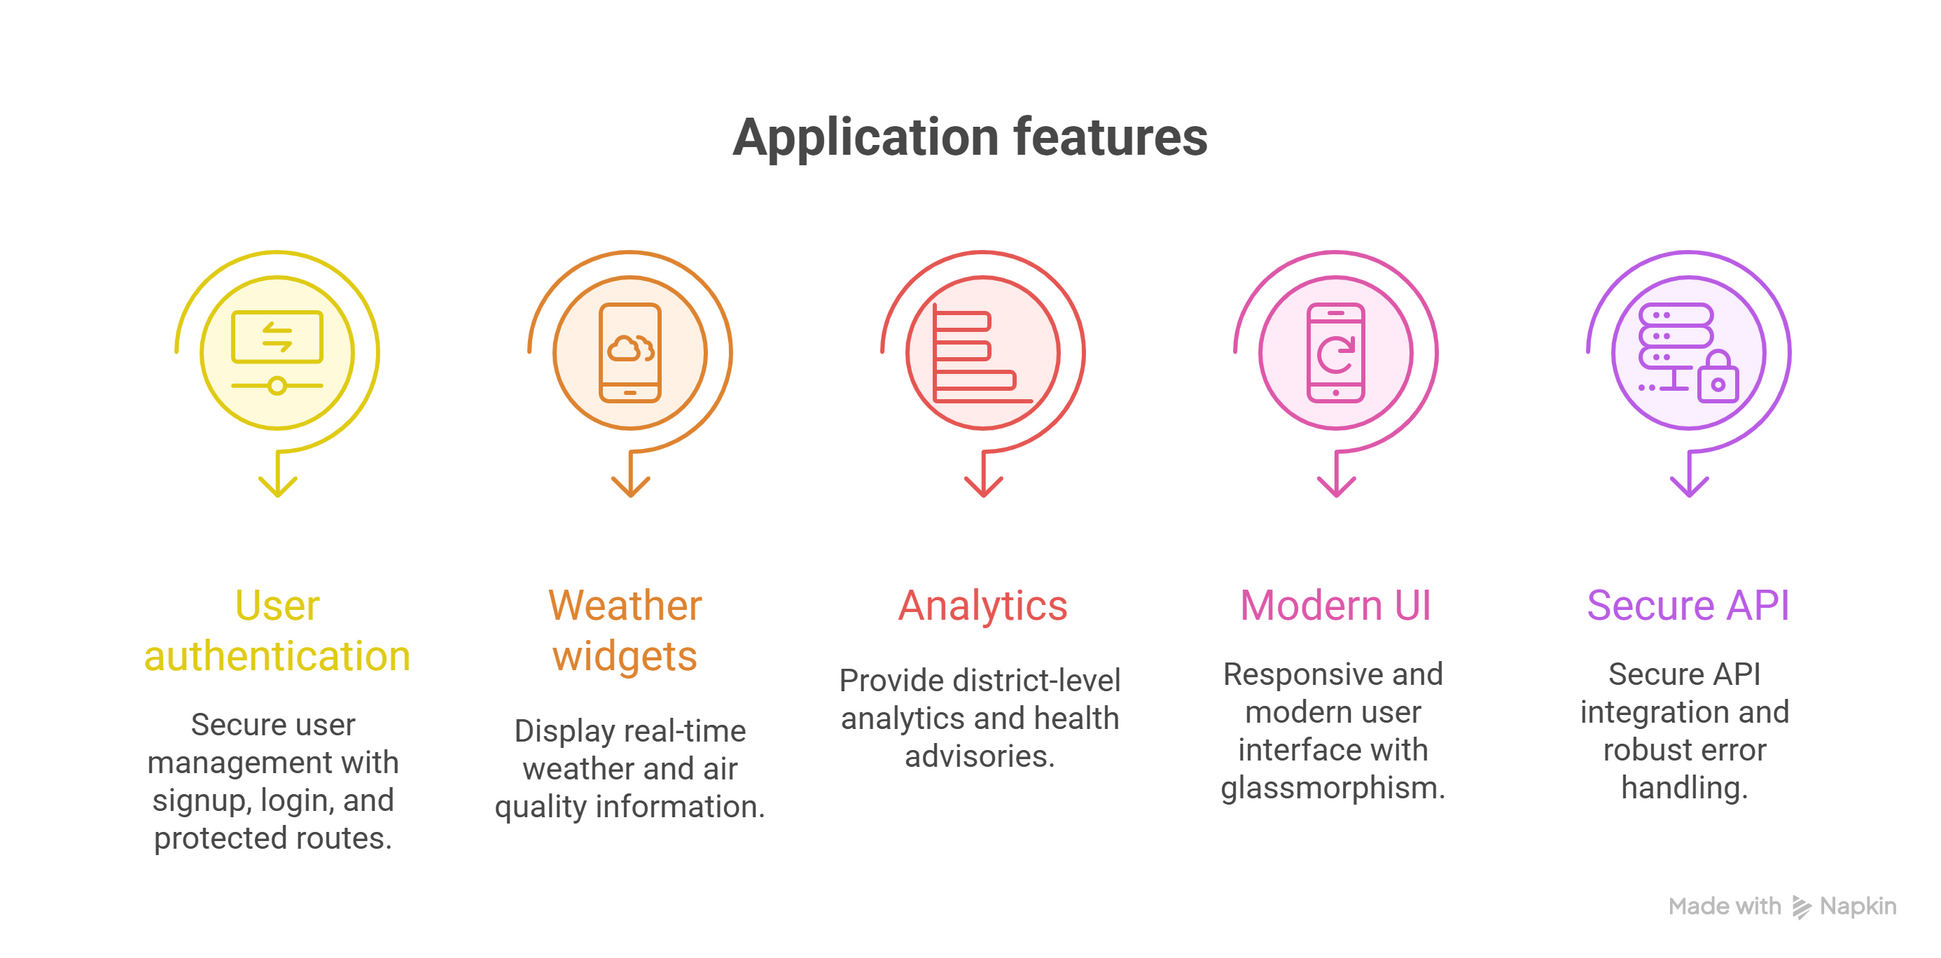 Application features
User
authentication
Secure user
management with
signup, login, and
protected routes.
Weather
widgets
Display real-time
weather and air
quality information.
Analytics
Provide district-level
analytics and health
advisories.
Modern UI
Responsive and
modern user
interface with
glassmorphism.
Secure API
Secure API
integration and
robust error
handling.
Made with Napkin